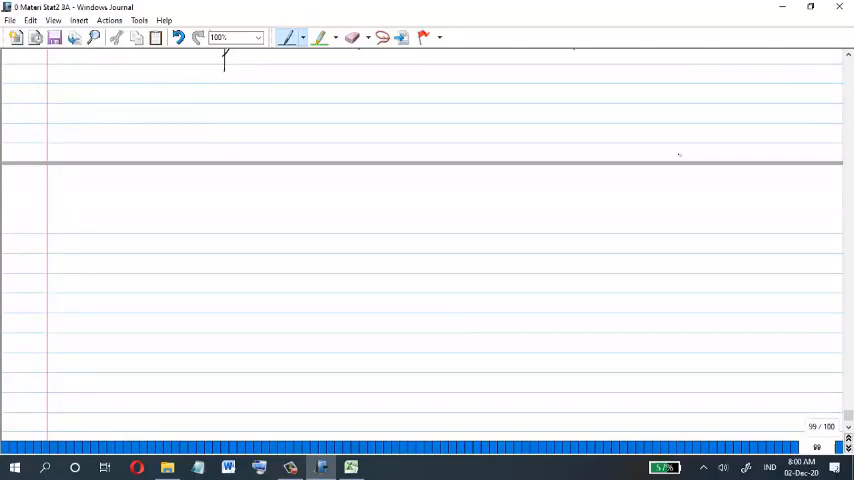 0 Materi Stat2 3A - Windows Journal
File Edit View Insert Actions Tools Help
100%
99 / 100
99
57%
IND
8:00 AM
02-Dec-20